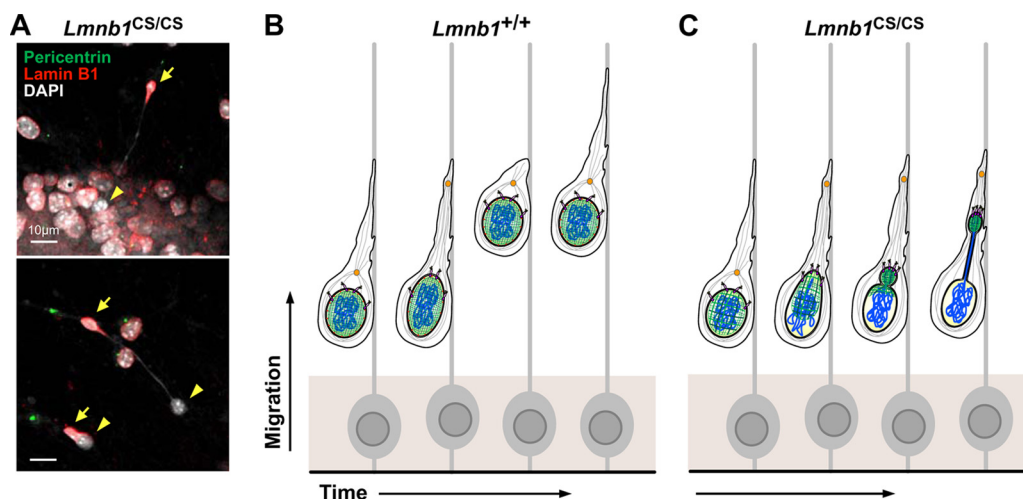 A
Lmnb1CS/CS
Pericentrin
Lamin B1
DAPI
10μm
B
Lmnb1+/+
Migration
Time
C
Lmnb1CS/CS